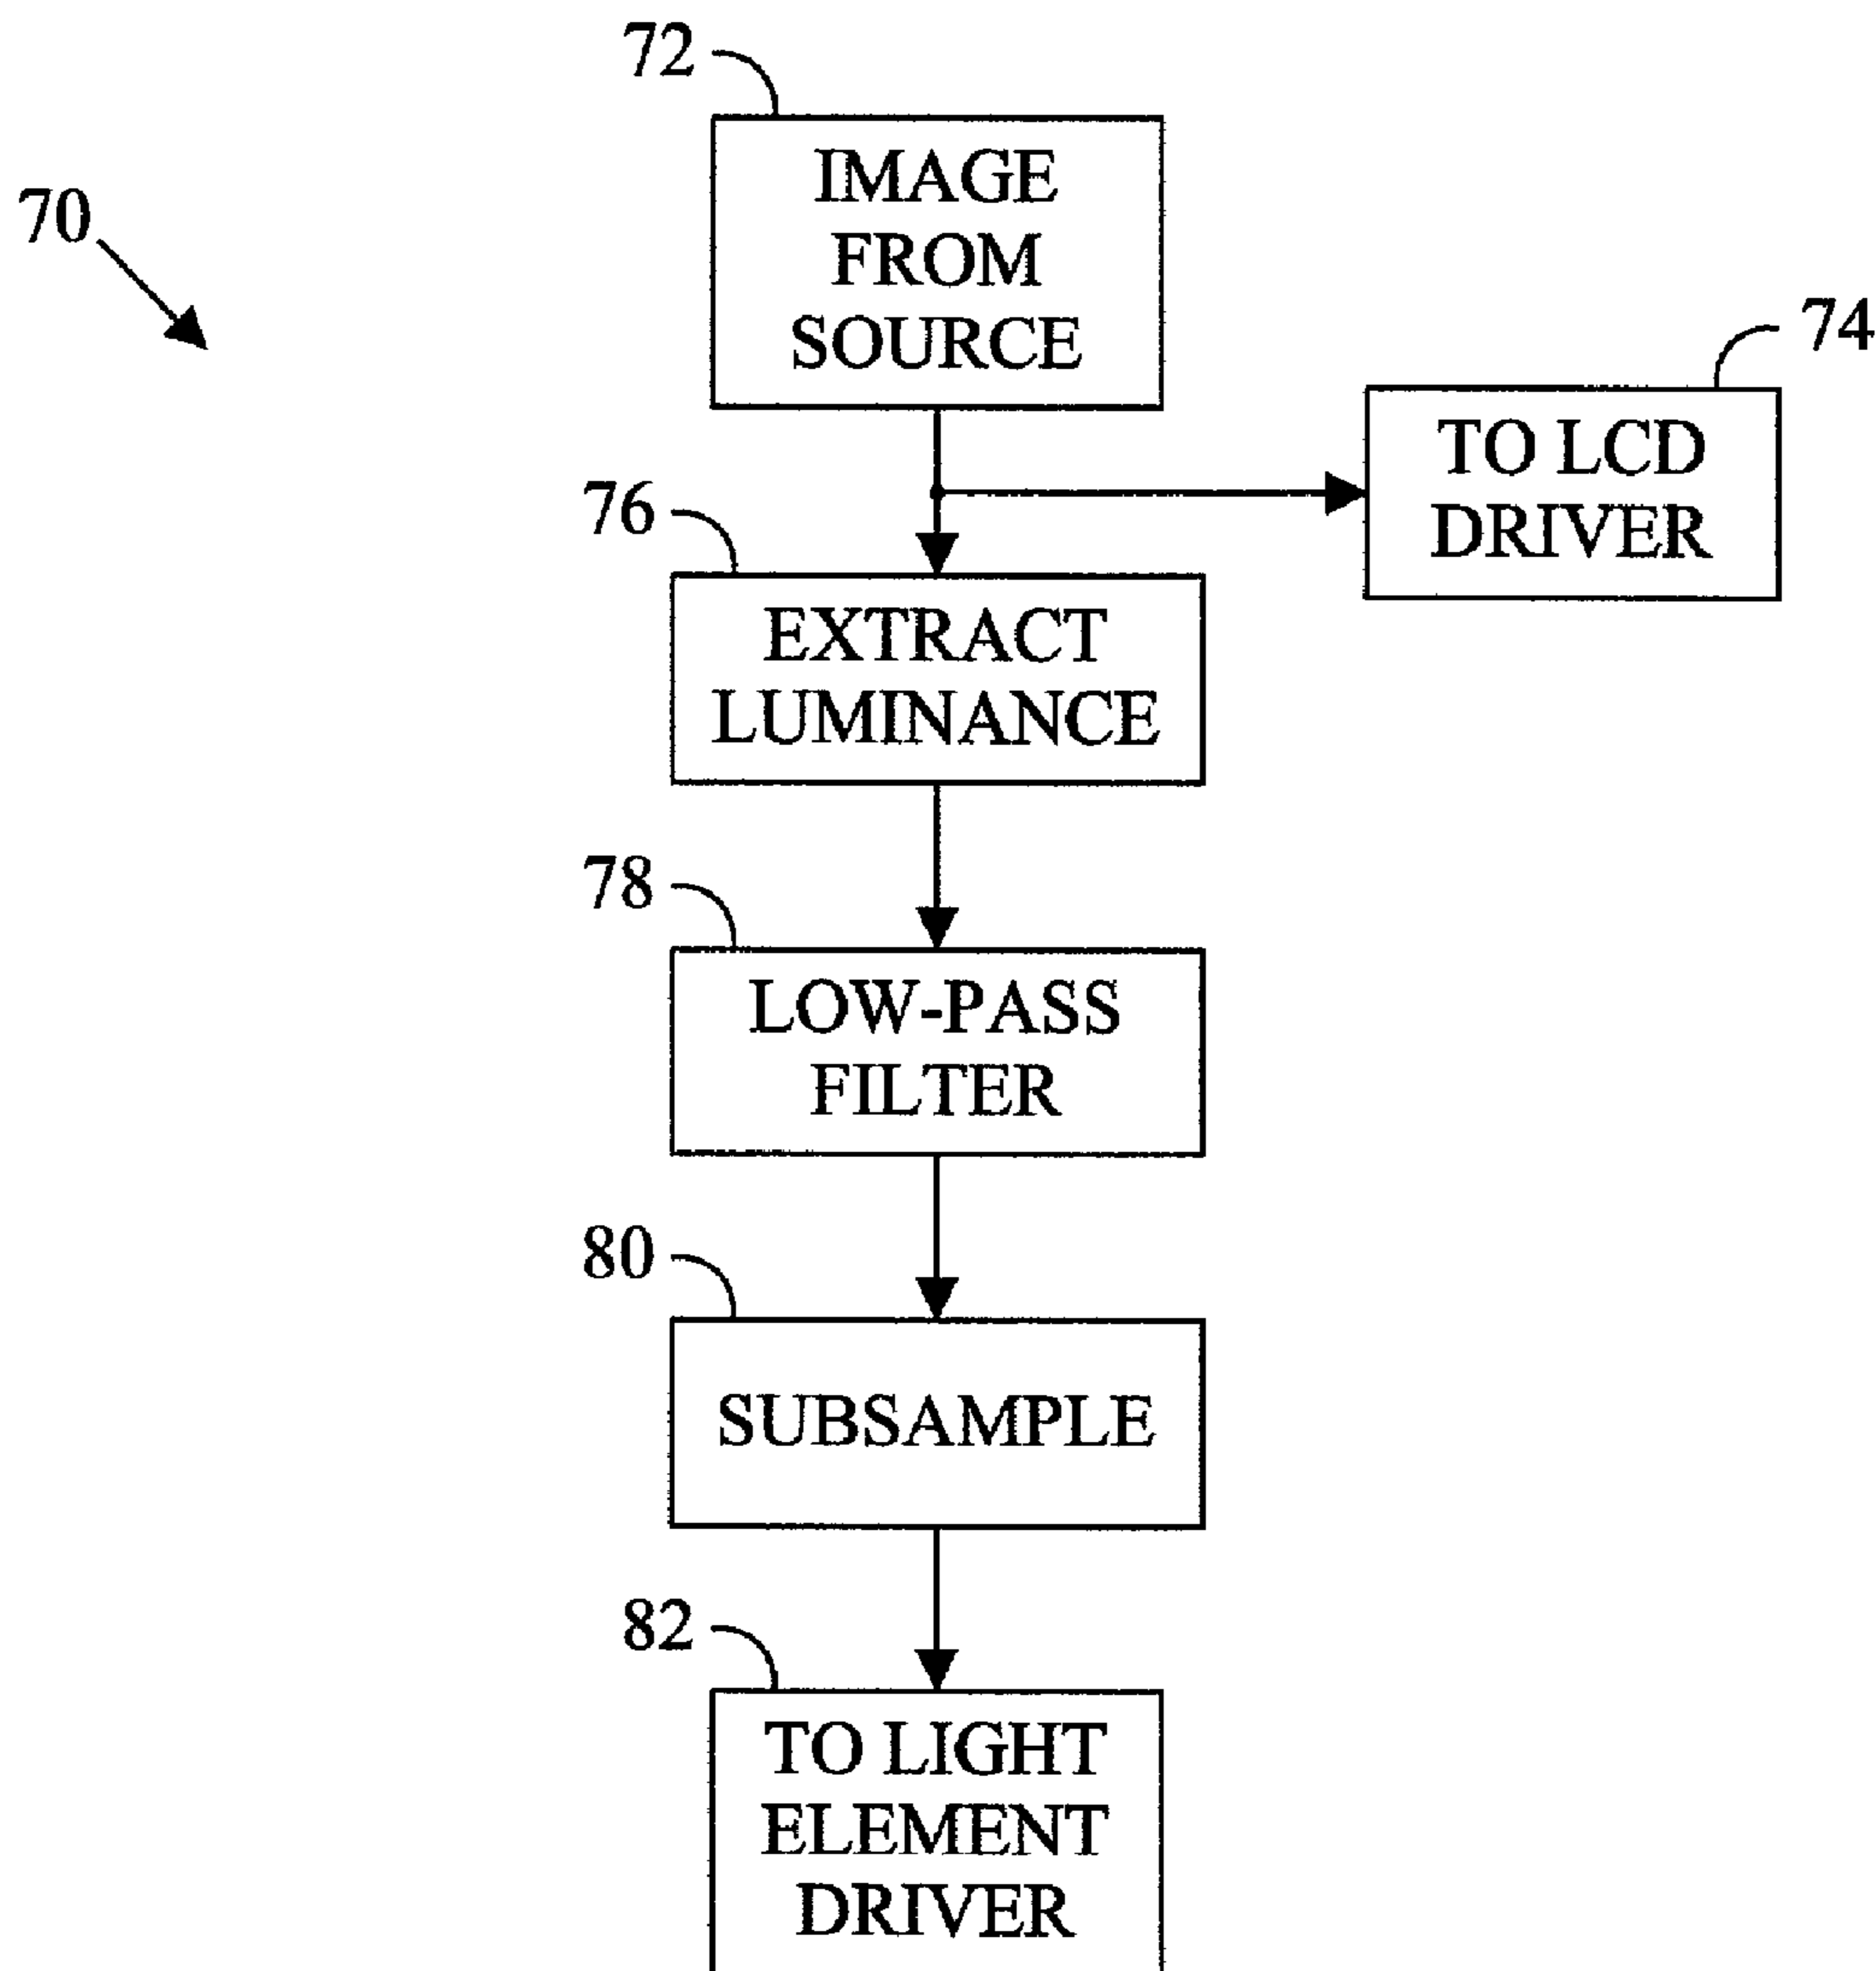 72
IMAGE
FROM
SOURCE
70
74
TO LCD
DRIVER
76
EXTRACT
LUMINANCE
78
LOW-PASS
FILTER
80
SUBSAMPLE
82
TO LIGHT
ELEMENT
DRIVER